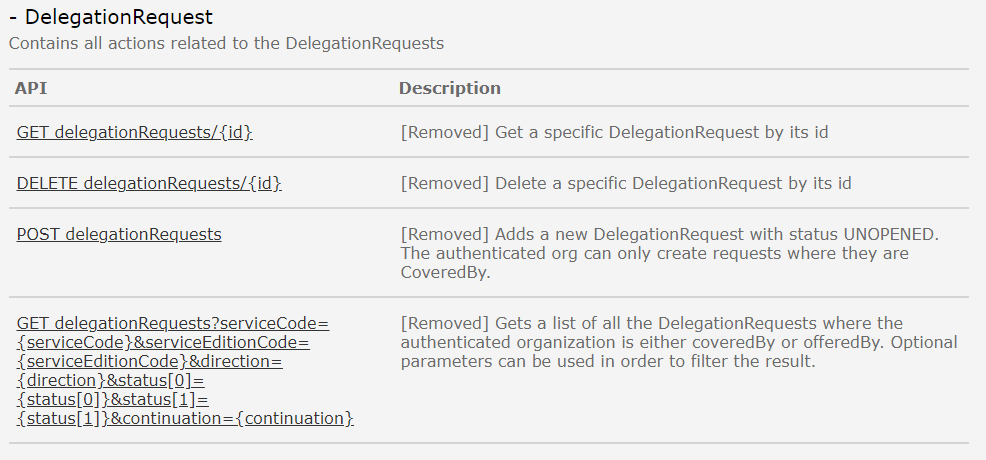 - DelegationRequest
Contains all actions related to the DelegationRequests
API Description
GET delegationRequests/{id} [Removed] Get a specific DelegationRequest by its id
DELETE delegationRequests/{id} [Removed] Delete a specific DelegationRequest by its id
POST delegationRequests [Removed] Adds a new DelegationRequest with status UNOPENED.
The authenticated org can only create requests where they are
CoveredBy.
GET delegationRequests?serviceCode=
{serviceCode}&serviceEditionCode=
{serviceEditionCode}&direction=
{direction}&status[0]=
{status[0]}&status[1]=
{status[1]}&continuation={continuation}
[Removed] Gets a list of all the DelegationRequests where the
authenticated organization is either coveredBy or offeredBy. Optional
parameters can be used in order to filter the result.